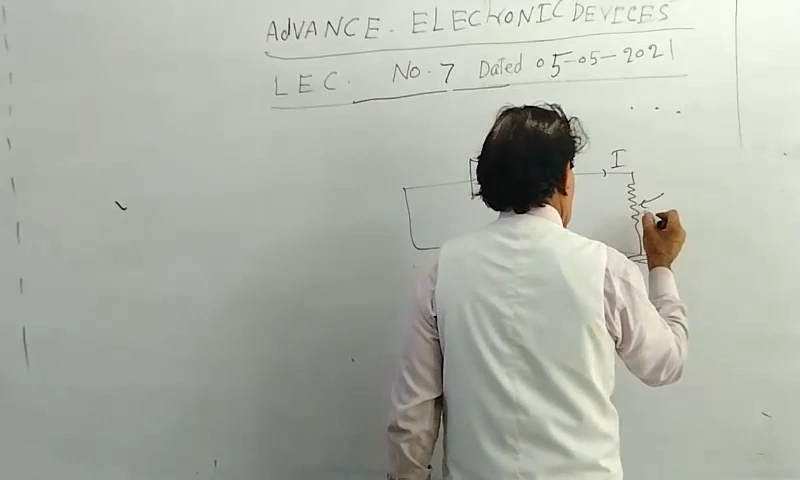 AdVANCE. ELECTRONIC DEVICES
LEC. No. 7 Dated 05-05-2021
I